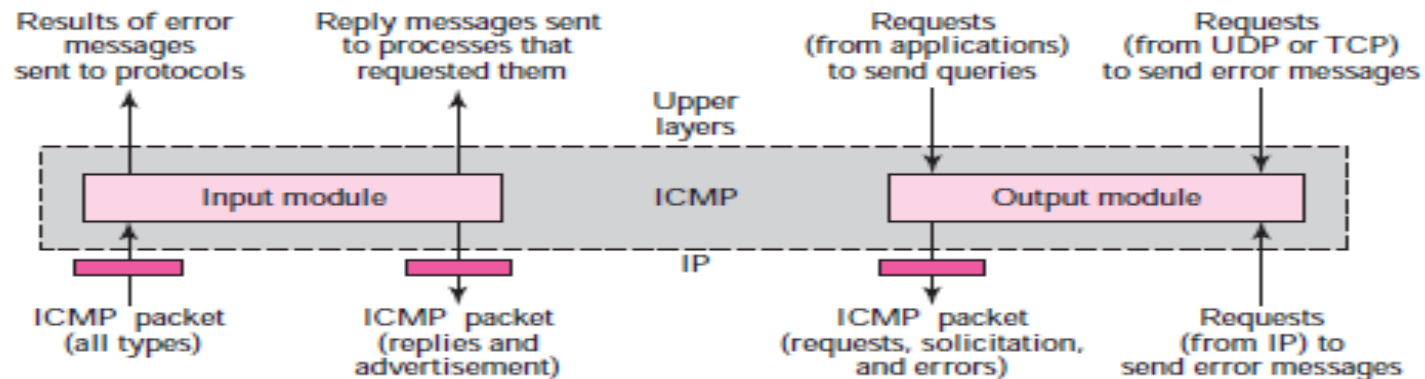 Results of error
messages
sent to protocols
Reply messages sent
to processes that
requested them
Requests
(from applications)
to send queries
Requests
(from UDP or TCP)
to send error messages
Upper
layers
Input module
ICMP
Output module
IP
ICMP packet
(all types)
ICMP packet
(replies and
advertisement)
ICMP packet
(requests, solicitation,
and errors)
Requests
(from IP) to
send error messages